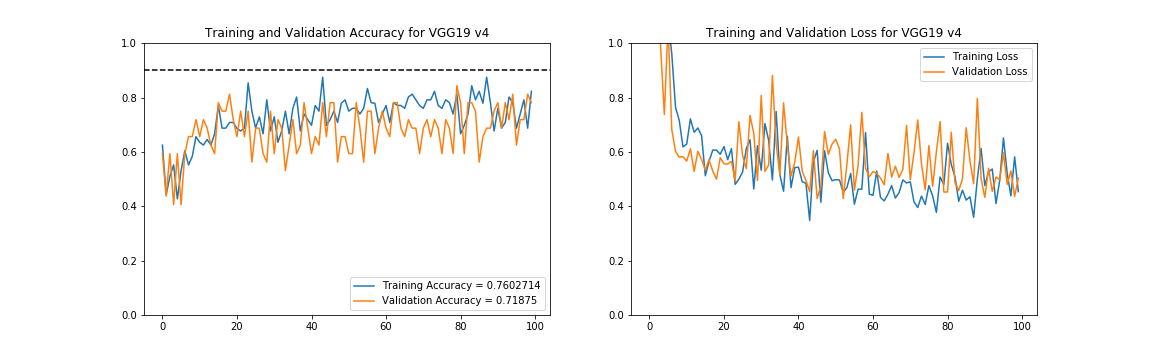 Training and Validation Accuracy for VGG19 v4
1.0
0.8
0.6
0.4
0.2
0.0
0 20 40 60 80 100
Training Accuracy = 0.7602714
Validation Accuracy = 0.71875
Training and Validation Loss for VGG19 v4
1.0
0.8
0.6
0.4
0.2
0.0
0 20 40 60 80 100
Training Loss
Validation Loss